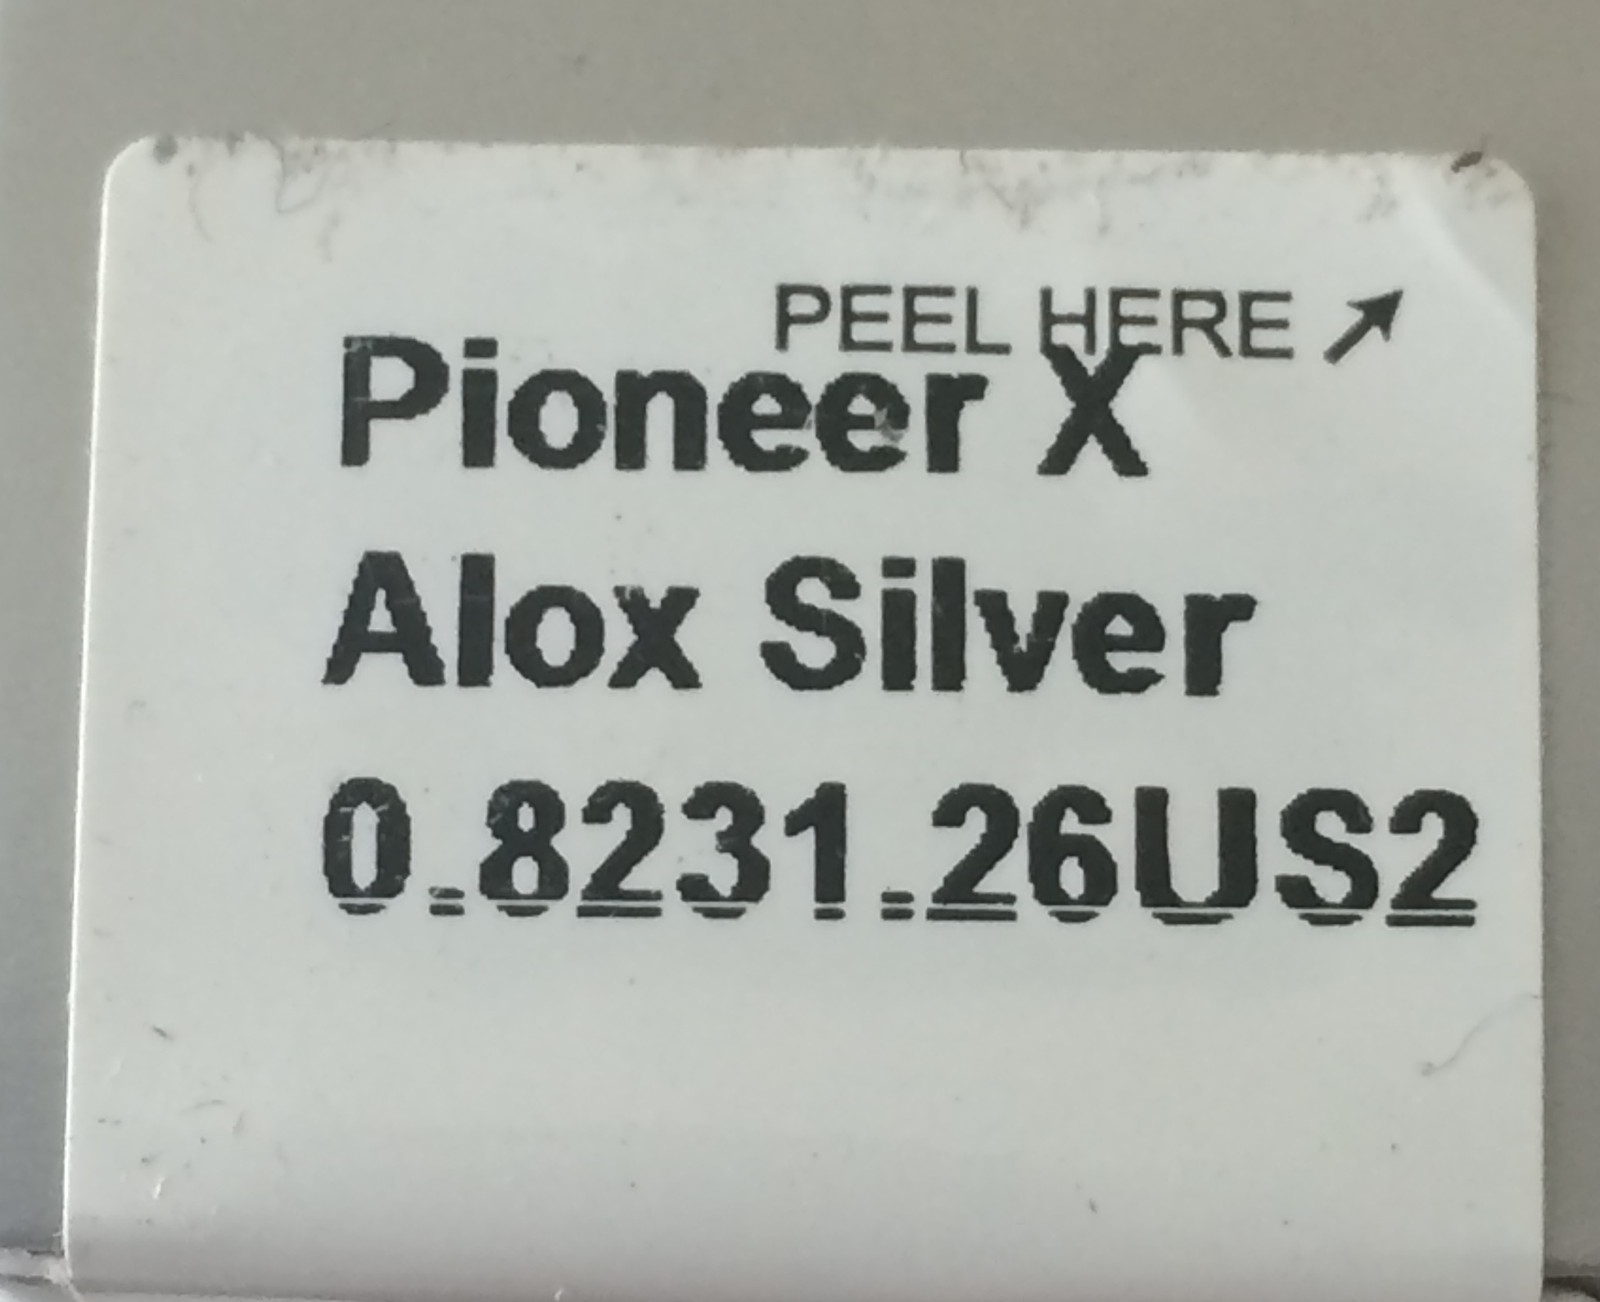 PEEL HERE
Pioneer X
Alox Silver
0.8231.26US2